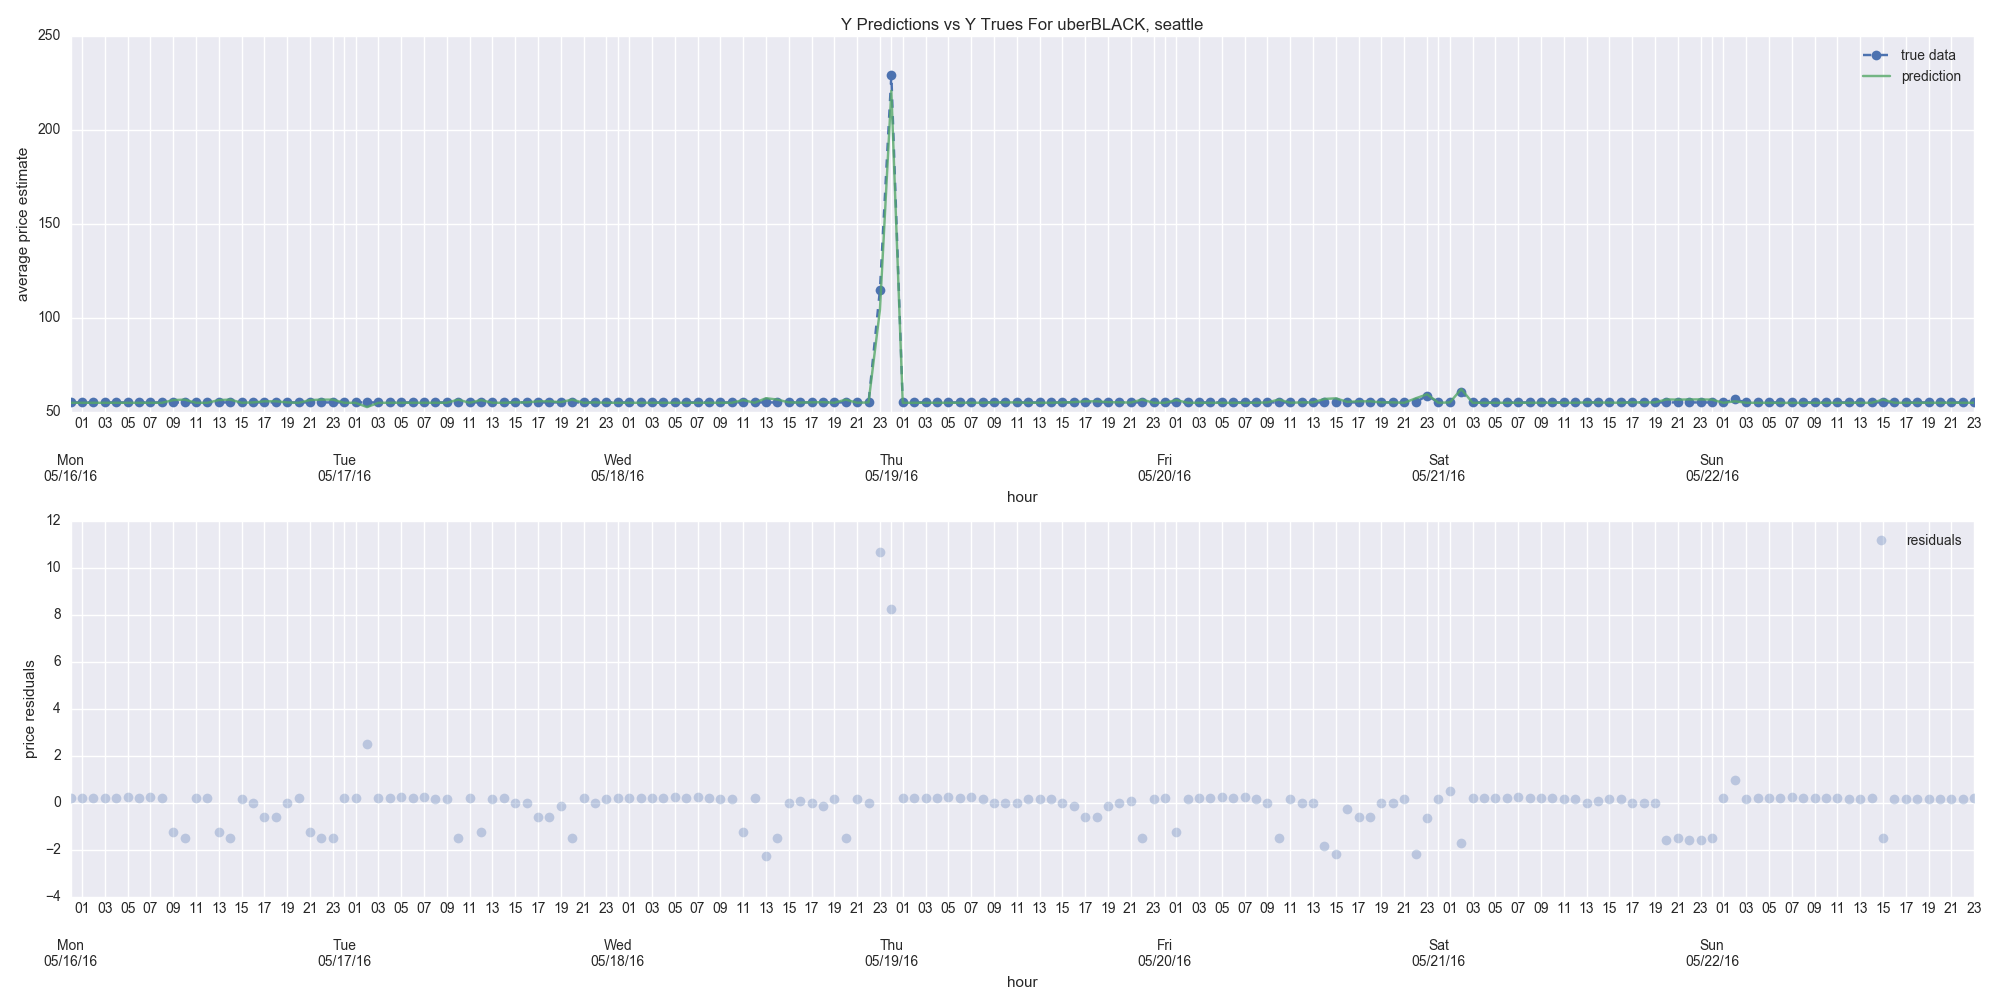 Y Predictions vs Y Trues For uberBLACK, seattle
250
200
150
100
50
average price estimate
true data
prediction
01 03 05 07 09 11 13 15 17 19 21 23 01 03 05 07 09 11 13 15 17 19 21 23 01 03 05 07 09 11 13 15 17 19 21 23 01 03 05 07 09 11 13 15 17 19 21 23 01 03 05 07 09 11 13 15 17 19 21 23 01 03 05 07 09 11 13 15 17 19 21 23 01 03 05 07 09 11 13 15 17 19 21 23
Mon Tue Wed Thu Fri Sat Sun
05/16/16 05/17/16 05/18/16 05/19/16 05/20/16 05/21/16 05/22/16
hour
12
10
8
6
4
2
0
−2
−4
price residuals
residuals
01 03 05 07 09 11 13 15 17 19 21 23 01 03 05 07 09 11 13 15 17 19 21 23 01 03 05 07 09 11 13 15 17 19 21 23 01 03 05 07 09 11 13 15 17 19 21 23 01 03 05 07 09 11 13 15 17 19 21 23 01 03 05 07 09 11 13 15 17 19 21 23 01 03 05 07 09 11 13 15 17 19 21 23
Mon Tue Wed Thu Fri Sat Sun
05/16/16 05/17/16 05/18/16 05/19/16 05/20/16 05/21/16 05/22/16
hour